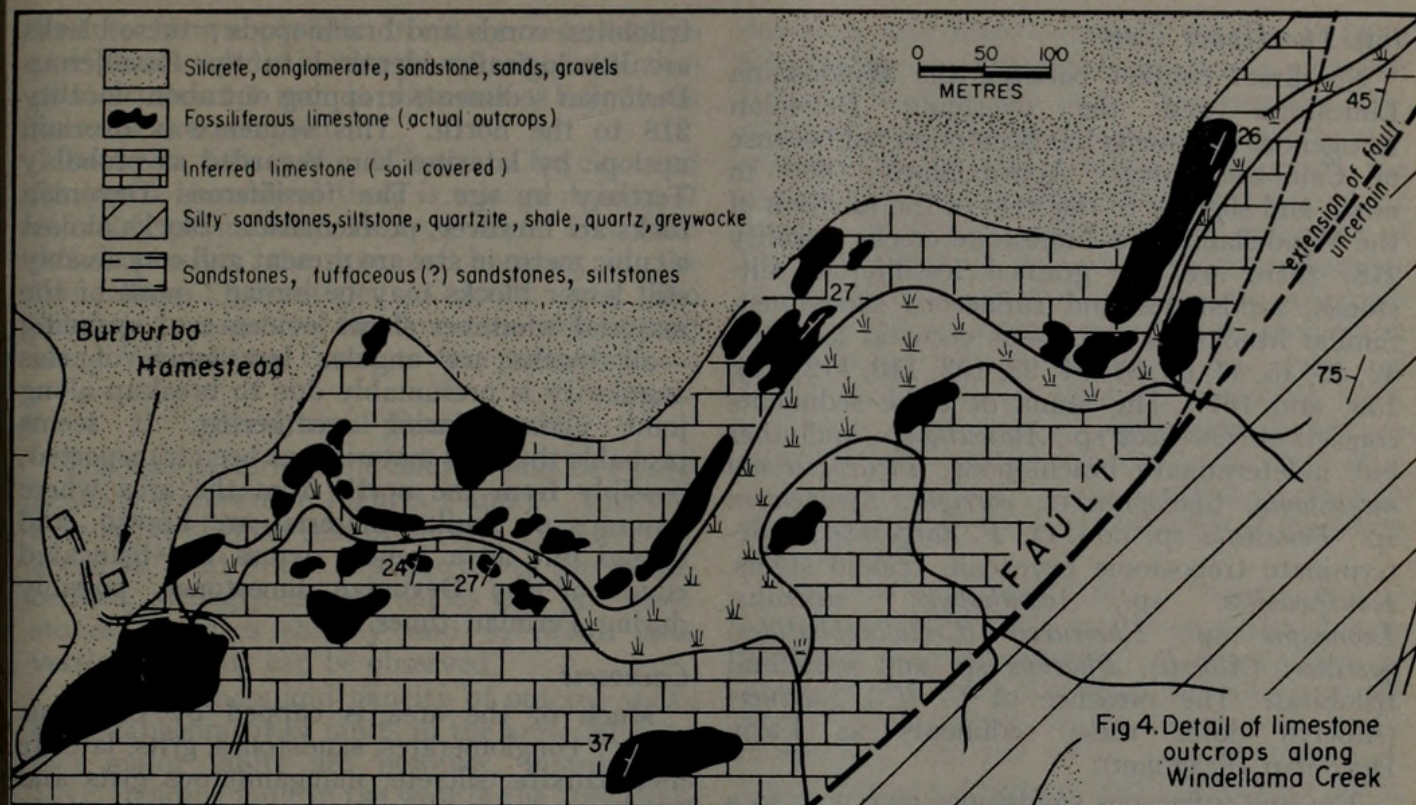 0 50 100
METRES
Silcrete, conglomerate, sandstone, sands, gravels
Fossiliferous limestone (actual outcrops)
Inferred limestone (soil covered)
Silty sandstones, siltstone, quartzite, shale, quartz, greywacke
Sandstones, tuffaceous (?) sandstones, siltstones
Burburba
Homestead
45
26
extension of fault
uncertain
27
75
24
27
FAULT
37
Fig 4. Detail of limestone
outcrops along
Windellama Creek